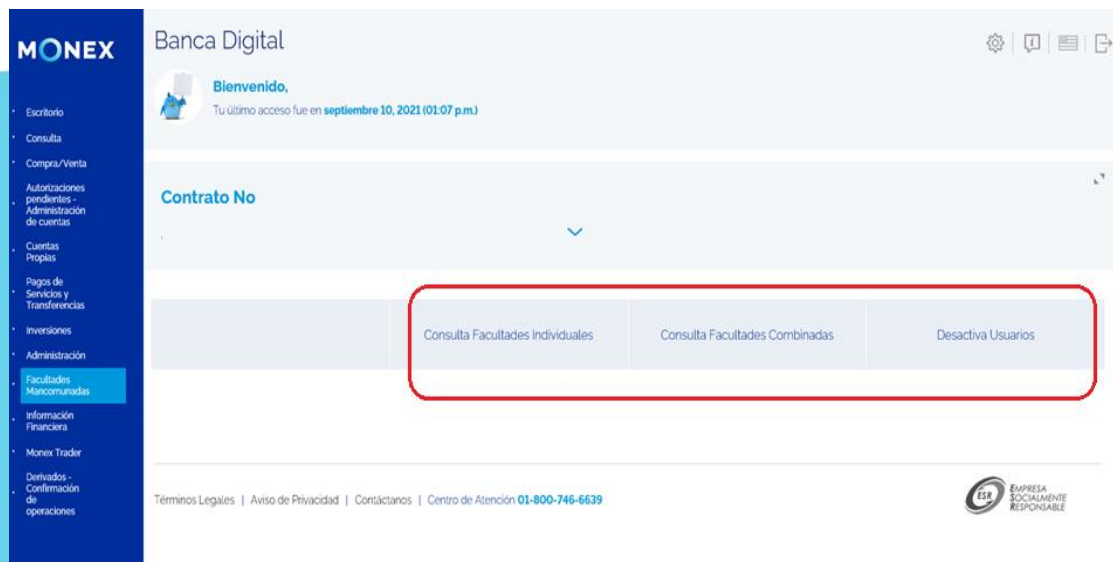 MONEX
Escritorio
Consulta
Compra/Venta
Autorizaciones
pendientes -
Administración
de cuentas
Cuentas
Propias
Pagos de
Servicios y
Transferencias
Inversiones
Administración
Facultades
Mancomunadas
Información
Financiera
Monex Trader
Derivados -
Confirmación
de
operaciones
Banca Digital
Bienvenido,
Tu último acceso fue en septiembre 10, 2021 (01:07 p.m.)
Contrato No
Consulta Facultades Individuales
Consulta Facultades Combinadas
Desactiva Usuarios
Términos Legales | Aviso de Privacidad | Contáctanos | Centro de Atención 01-800-746-6639
ESR
EMPRESA
SOCIALMENTE
RESPONSABLE